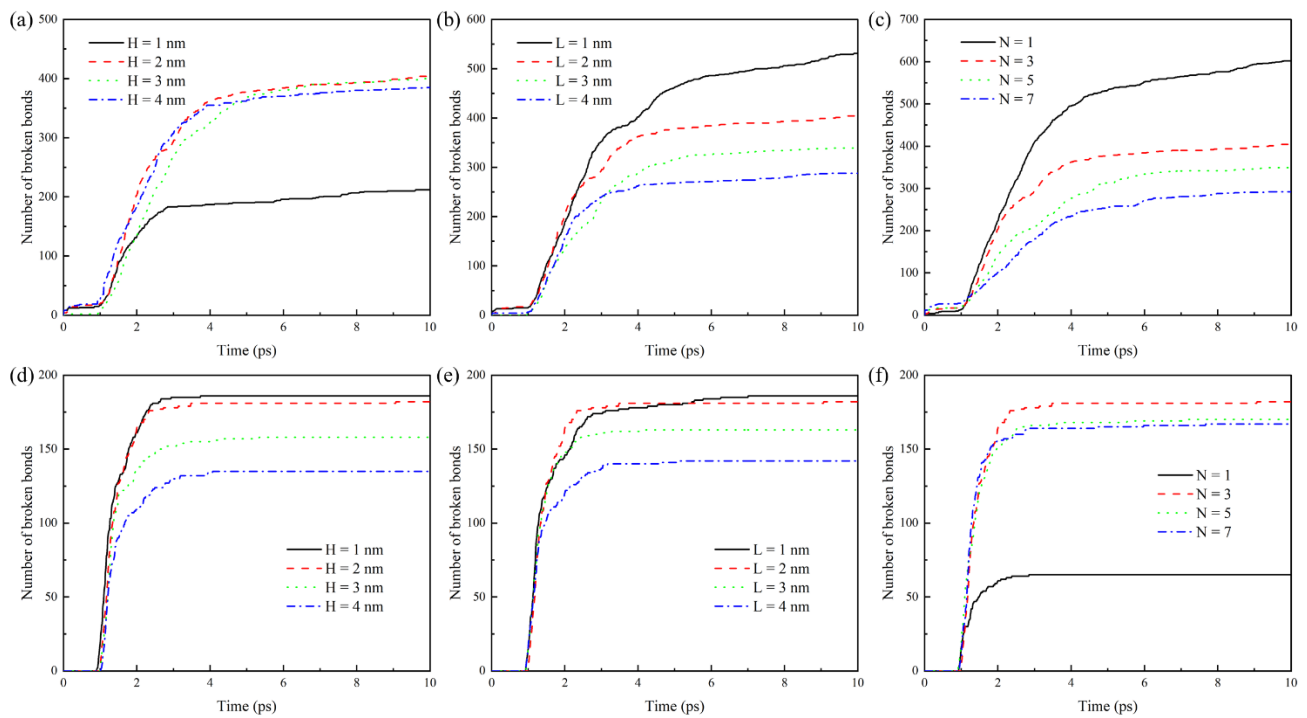 (a)
500
400
300
200
100
0
Number of broken bonds
H = 1 nm
H = 2 nm
H = 3 nm
H = 4 nm
0 2 4 6 8 10
Time (ps)
(b)
600
500
400
300
200
100
0
Number of broken bonds
L = 1 nm
L = 2 nm
L = 3 nm
L = 4 nm
0 2 4 6 8 10
Time (ps)
(c)
700
600
500
400
300
200
100
0
Number of broken bonds
N = 1
N = 3
N = 5
N = 7
0 2 4 6 8 10
Time (ps)
(d)
200
150
100
50
0
Number of broken bonds
H = 1 nm
H = 2 nm
H = 3 nm
H = 4 nm
0 2 4 6 8 10
Time (ps)
(e)
200
150
100
50
0
Number of broken bonds
L = 1 nm
L = 2 nm
L = 3 nm
L = 4 nm
0 2 4 6 8 10
Time (ps)
(f)
200
150
100
50
0
Number of broken bonds
N = 1
N = 3
N = 5
N = 7
0 2 4 6 8 10
Time (ps)